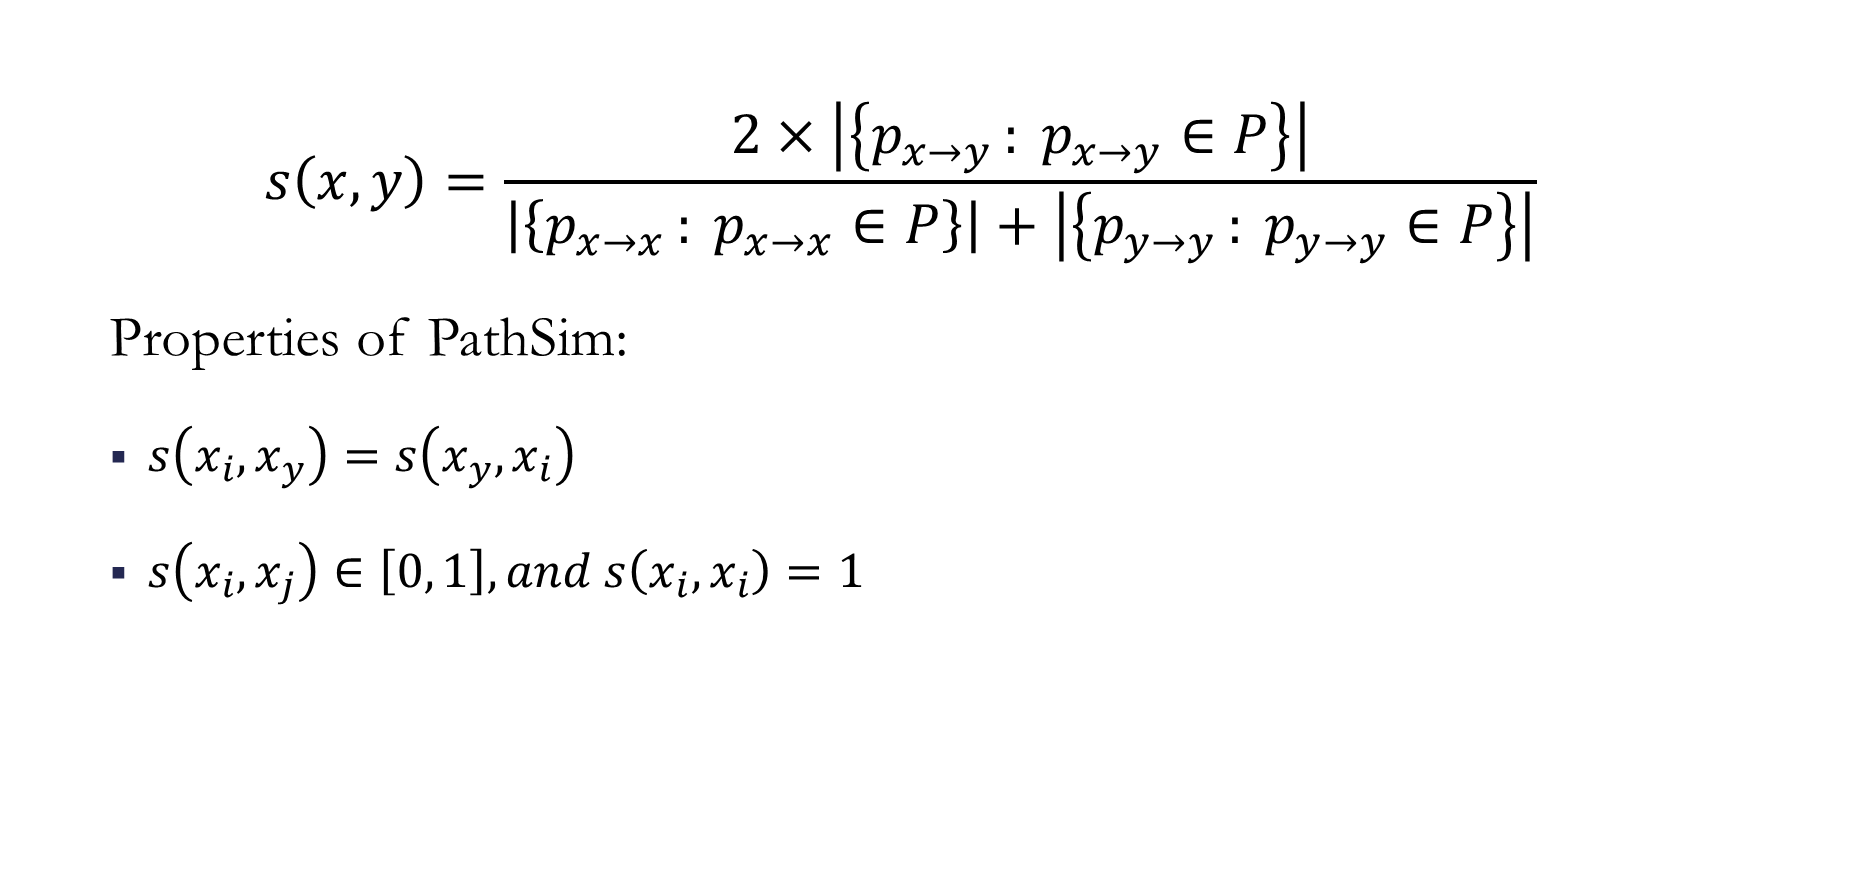 s(x, y) = \frac{2 × |{p_{x→y} : p_{x→y} ∈ P}|}{|{p_{x→x} : p_{x→x} ∈ P}| + |{p_{y→y} : p_{y→y} ∈ P}|}
Properties of PathSim:
▪ s(x_i, x_y) = s(x_y, x_i)
▪ s(x_i, x_j) ∈ [0, 1], and s(x_i, x_i) = 1